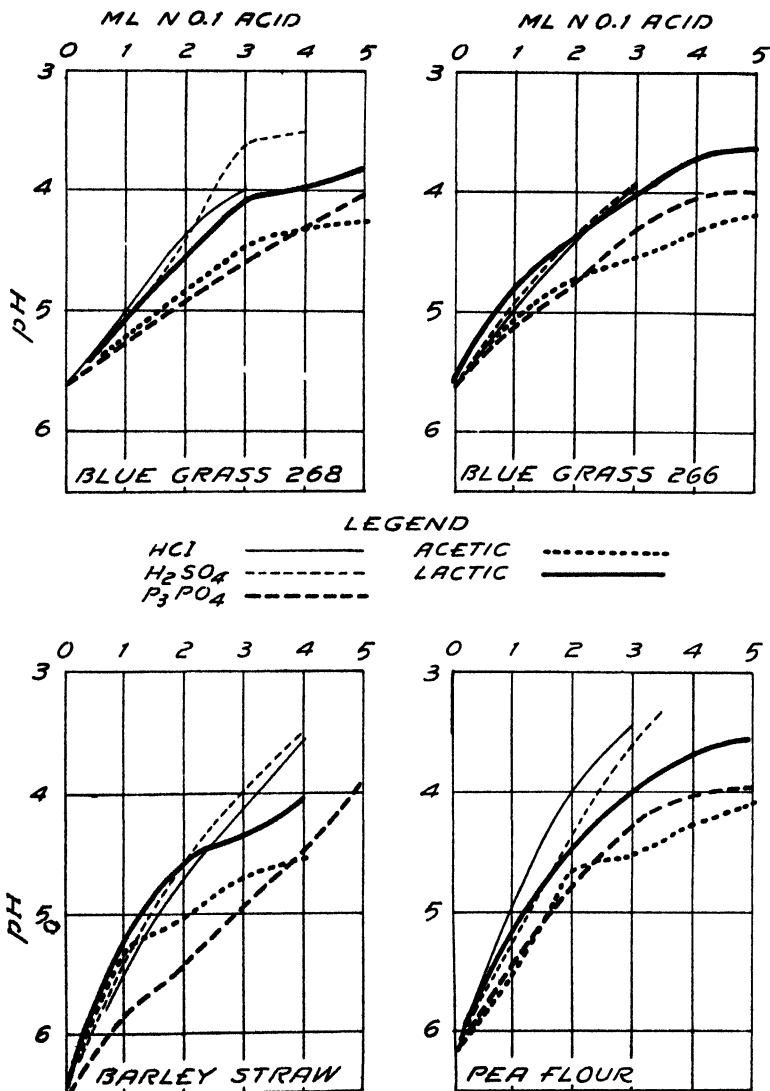 ML N 0.1 ACID
0 1 2 3 4 5
3
4
5
6
pH
BLUE GRASS 268
ML N 0.1 ACID
0 1 2 3 4 5
3
4
5
6
BLUE GRASS 266
LEGEND
HCl
H₂SO₄
P₃PO₄
ACETIC
LACTIC
0 1 2 3 4 5
3
4
5
6
pH
BARLEY STRAW
0 1 2 3 4 5
3
4
5
6
PEA FLOUR